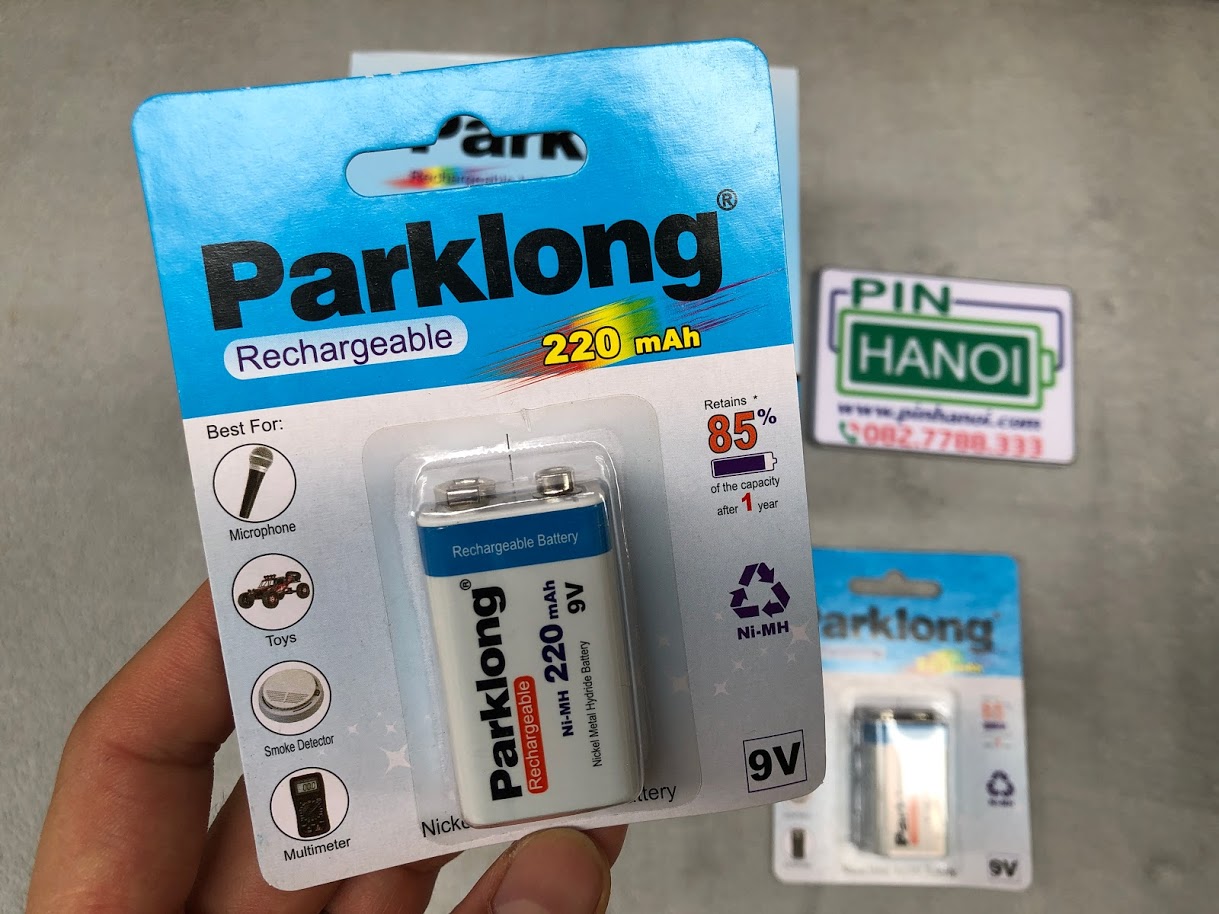 Park
Rechargeable
Parklong®
Rechargeable
220 mAh
Best For:
Microphone
Toys
Smoke Detector
Multimeter
Retains *
85%
of the capacity
after 1 year
Ni-MH
9V
Rechargeable Battery
Parklong®
Rechargeable
Ni-MH 220 mAh
9V
Nickel Metal Hydride Battery
PIN
HANOI
www.pinhanoi.com
082.7788.333
Parklong
Park
9V